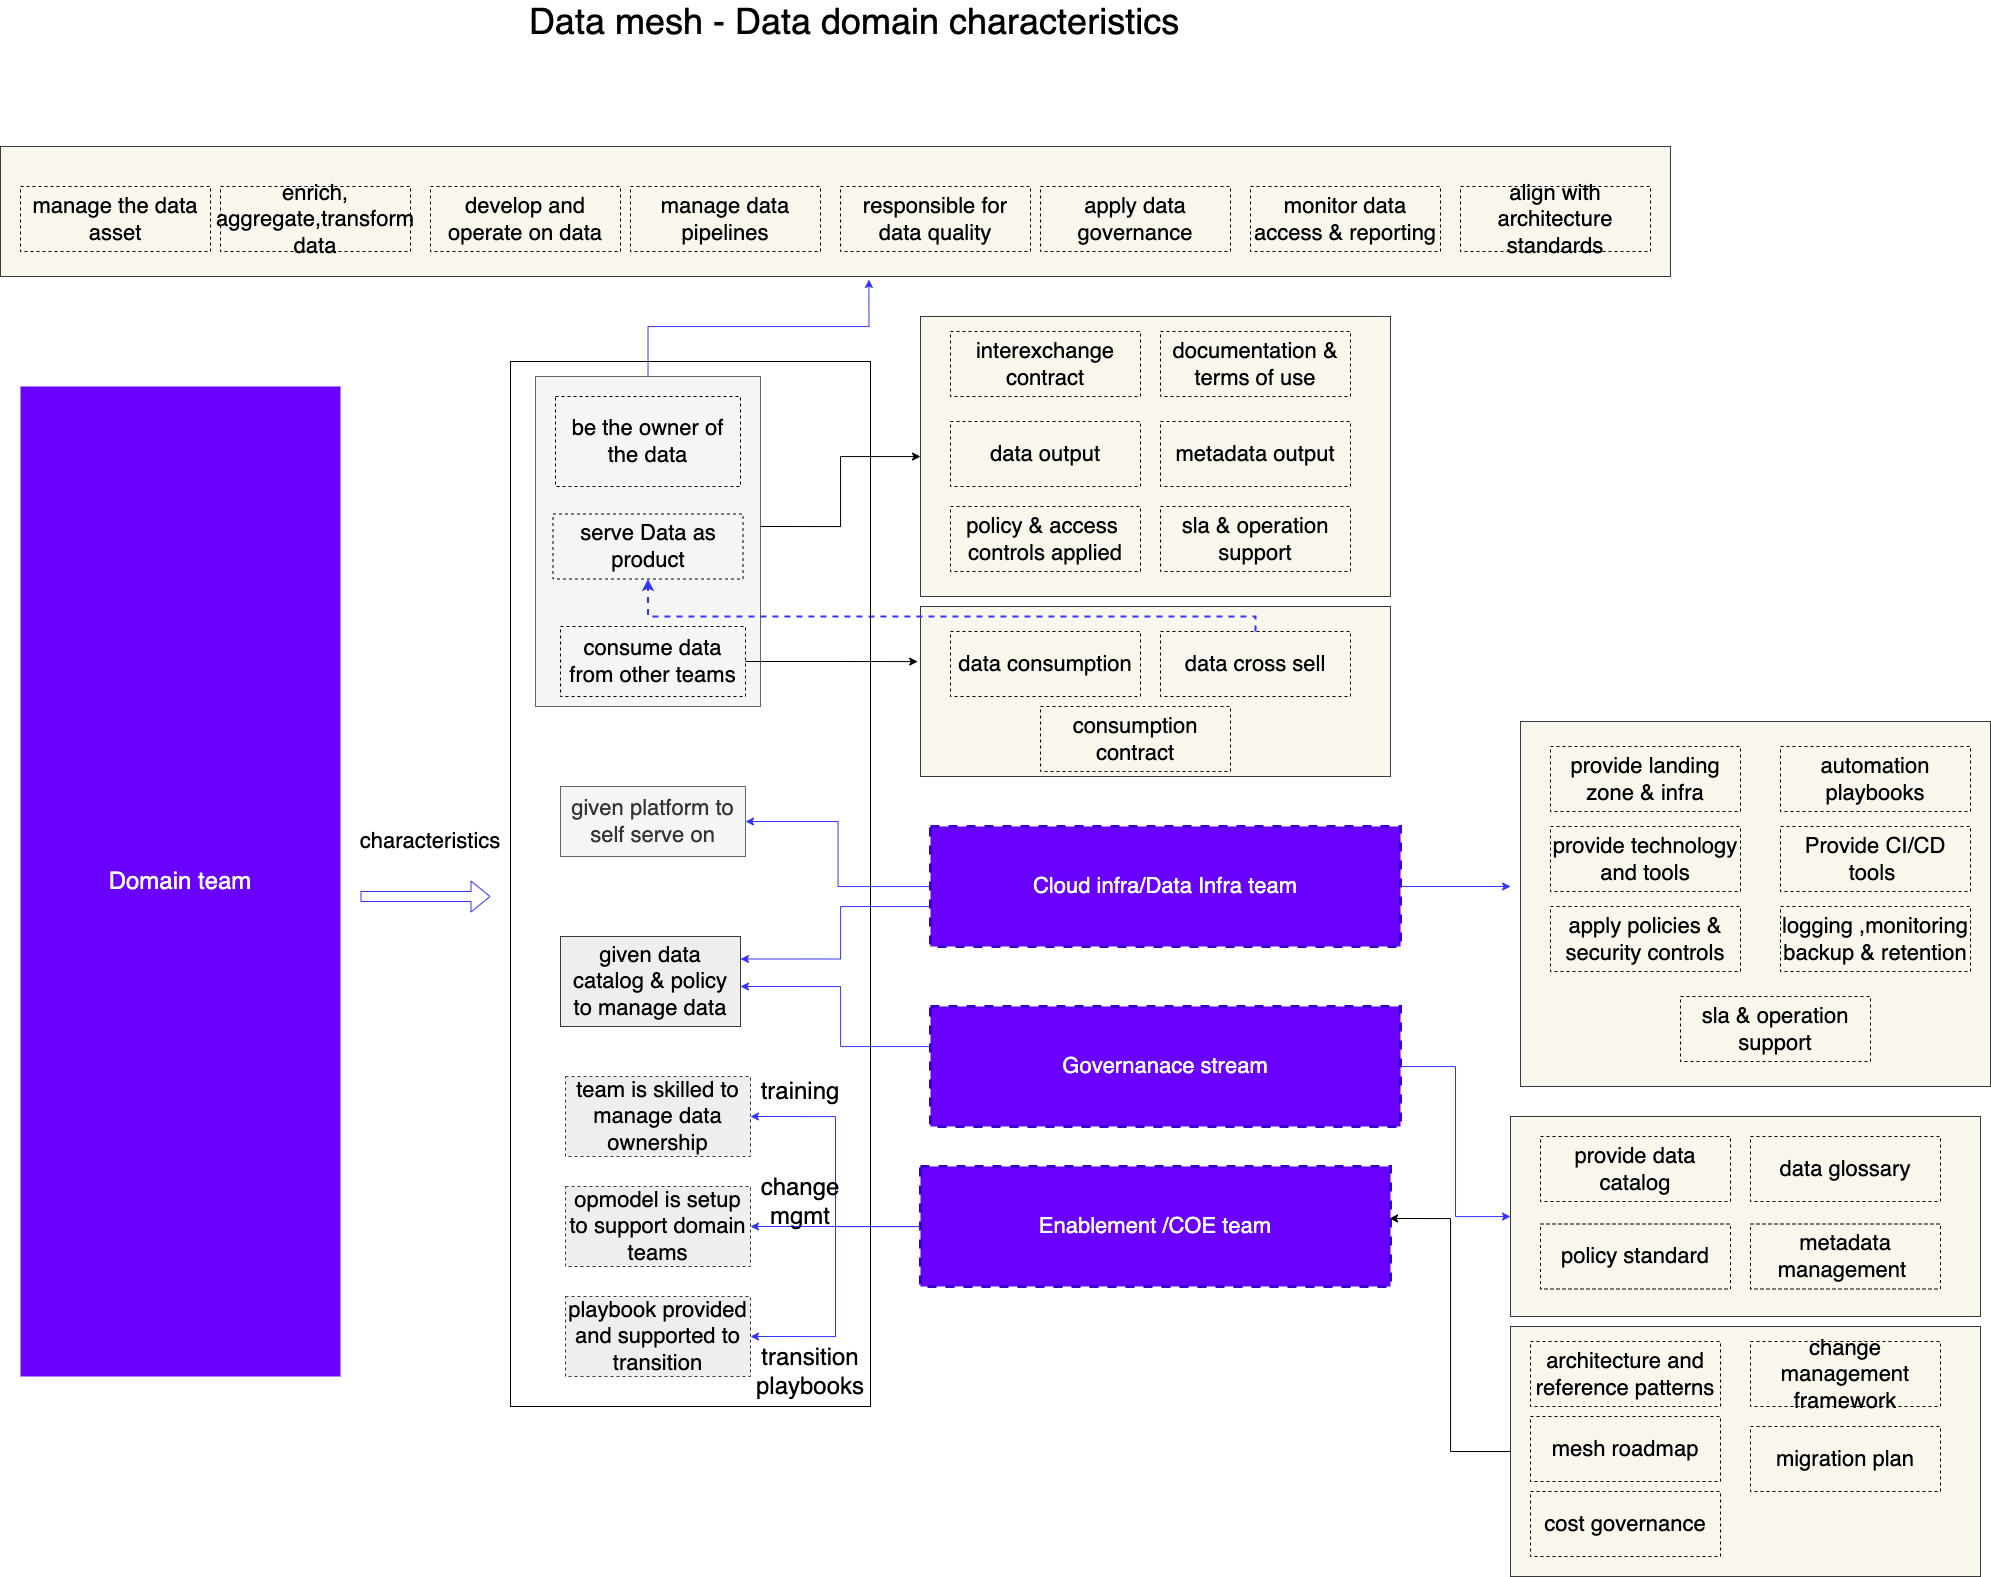 Data mesh - Data domain characteristics
manage the data
asset
enrich,
aggregate,transform
data
develop and
operate on data
manage data
pipelines
responsible for
data quality
apply data
governance
monitor data
access & reporting
align with
architecture
standards
be the owner of
the data
serve Data as
product
consume data
from other teams
interexchange
contract
documentation &
terms of use
data output
metadata output
policy & access
controls applied
sla & operation
support
data consumption
data cross sell
consumption
contract
Domain team
characteristics
given platform to
self serve on
given data
catalog & policy
to manage data
team is skilled to
manage data
ownership
training
opmodel is setup
to support domain
teams
change
mgmt
playbook provided
and supported to
transition
transition
playbooks
Cloud infra/Data Infra team
Governanace stream
Enablement /COE team
provide landing
zone & infra
automation
playbooks
provide technology
and tools
Provide CI/CD
tools
apply policies &
security controls
logging ,monitoring
backup & retention
sla & operation
support
provide data
catalog
data glossary
policy standard
metadata
management
architecture and
reference patterns
change
management
framework
mesh roadmap
migration plan
cost governance